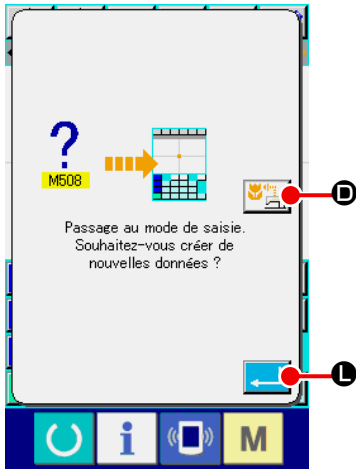 ?
M508
D
Passage au mode de saisie.
Souhaitez-vous créer de
nouvelles données ?
L
i
M